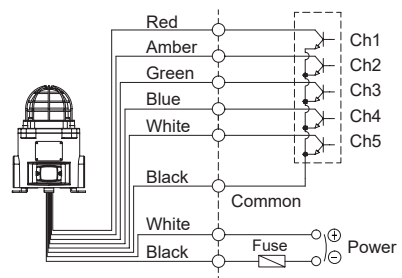 Red
Ch1
Amber
Ch2
Green
Ch3
Blue
Ch4
White
Ch5
Black
Common
White
Fuse
Power
Black